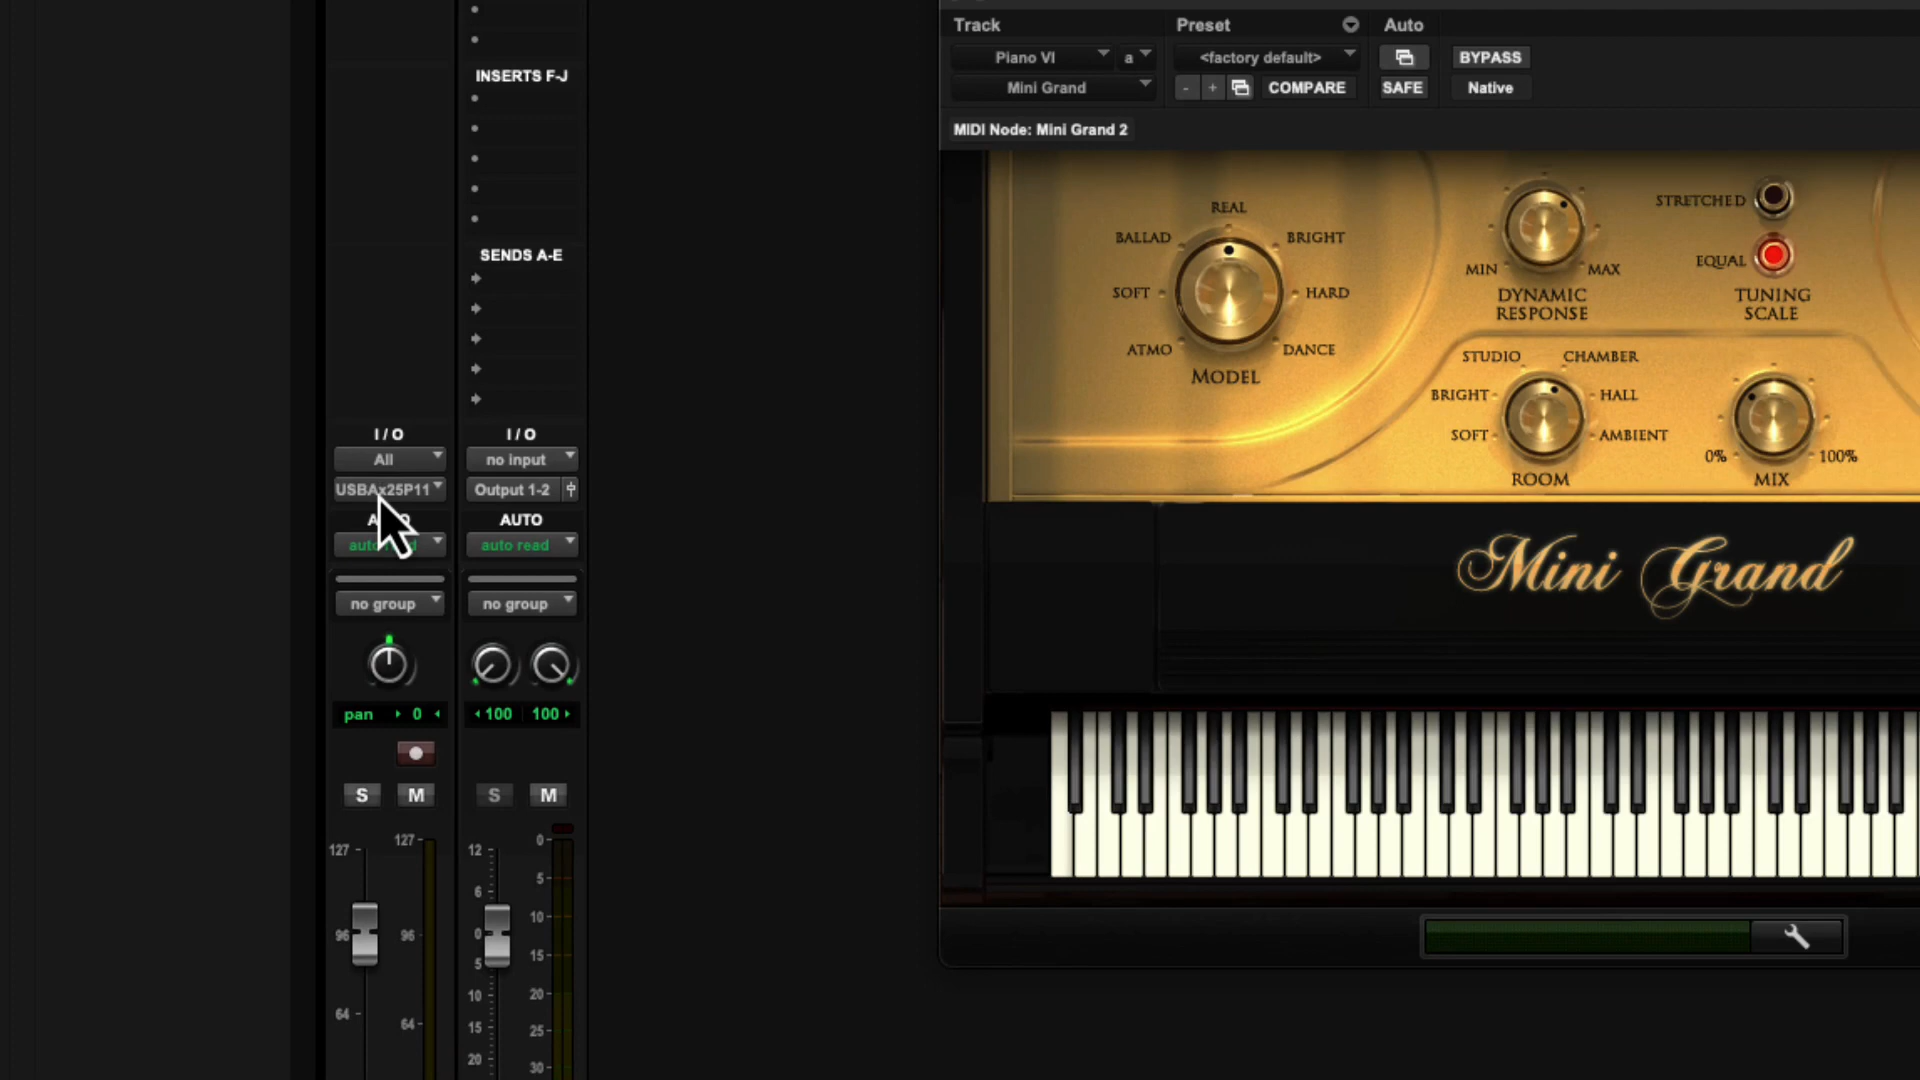 INSERTS F-J
SENDS A-E
I / O
All
USBAx25P11
auto read
no group
pan
0
S
M
127
96
64
127
96
64
I / O
no input
Output 1-2
AUTO
auto read
no group
100
100
S
M
12
6
0
5
10
15
20
0
5
10
15
20
25
30
Track
Preset
Auto
Piano VI
a
<factory default>
BYPASS
Mini Grand
-
+
COMPARE
SAFE
Native
MIDI Node: Mini Grand 2
REAL
BALLAD
BRIGHT
SOFT
HARD
ATMO
DANCE
MODEL
MIN
MAX
DYNAMIC
RESPONSE
STRETCHED
EQUAL
TUNING
SCALE
STUDIO
CHAMBER
BRIGHT
HALL
SOFT
AMBIENT
ROOM
0%
100%
MIX
Mini Grand